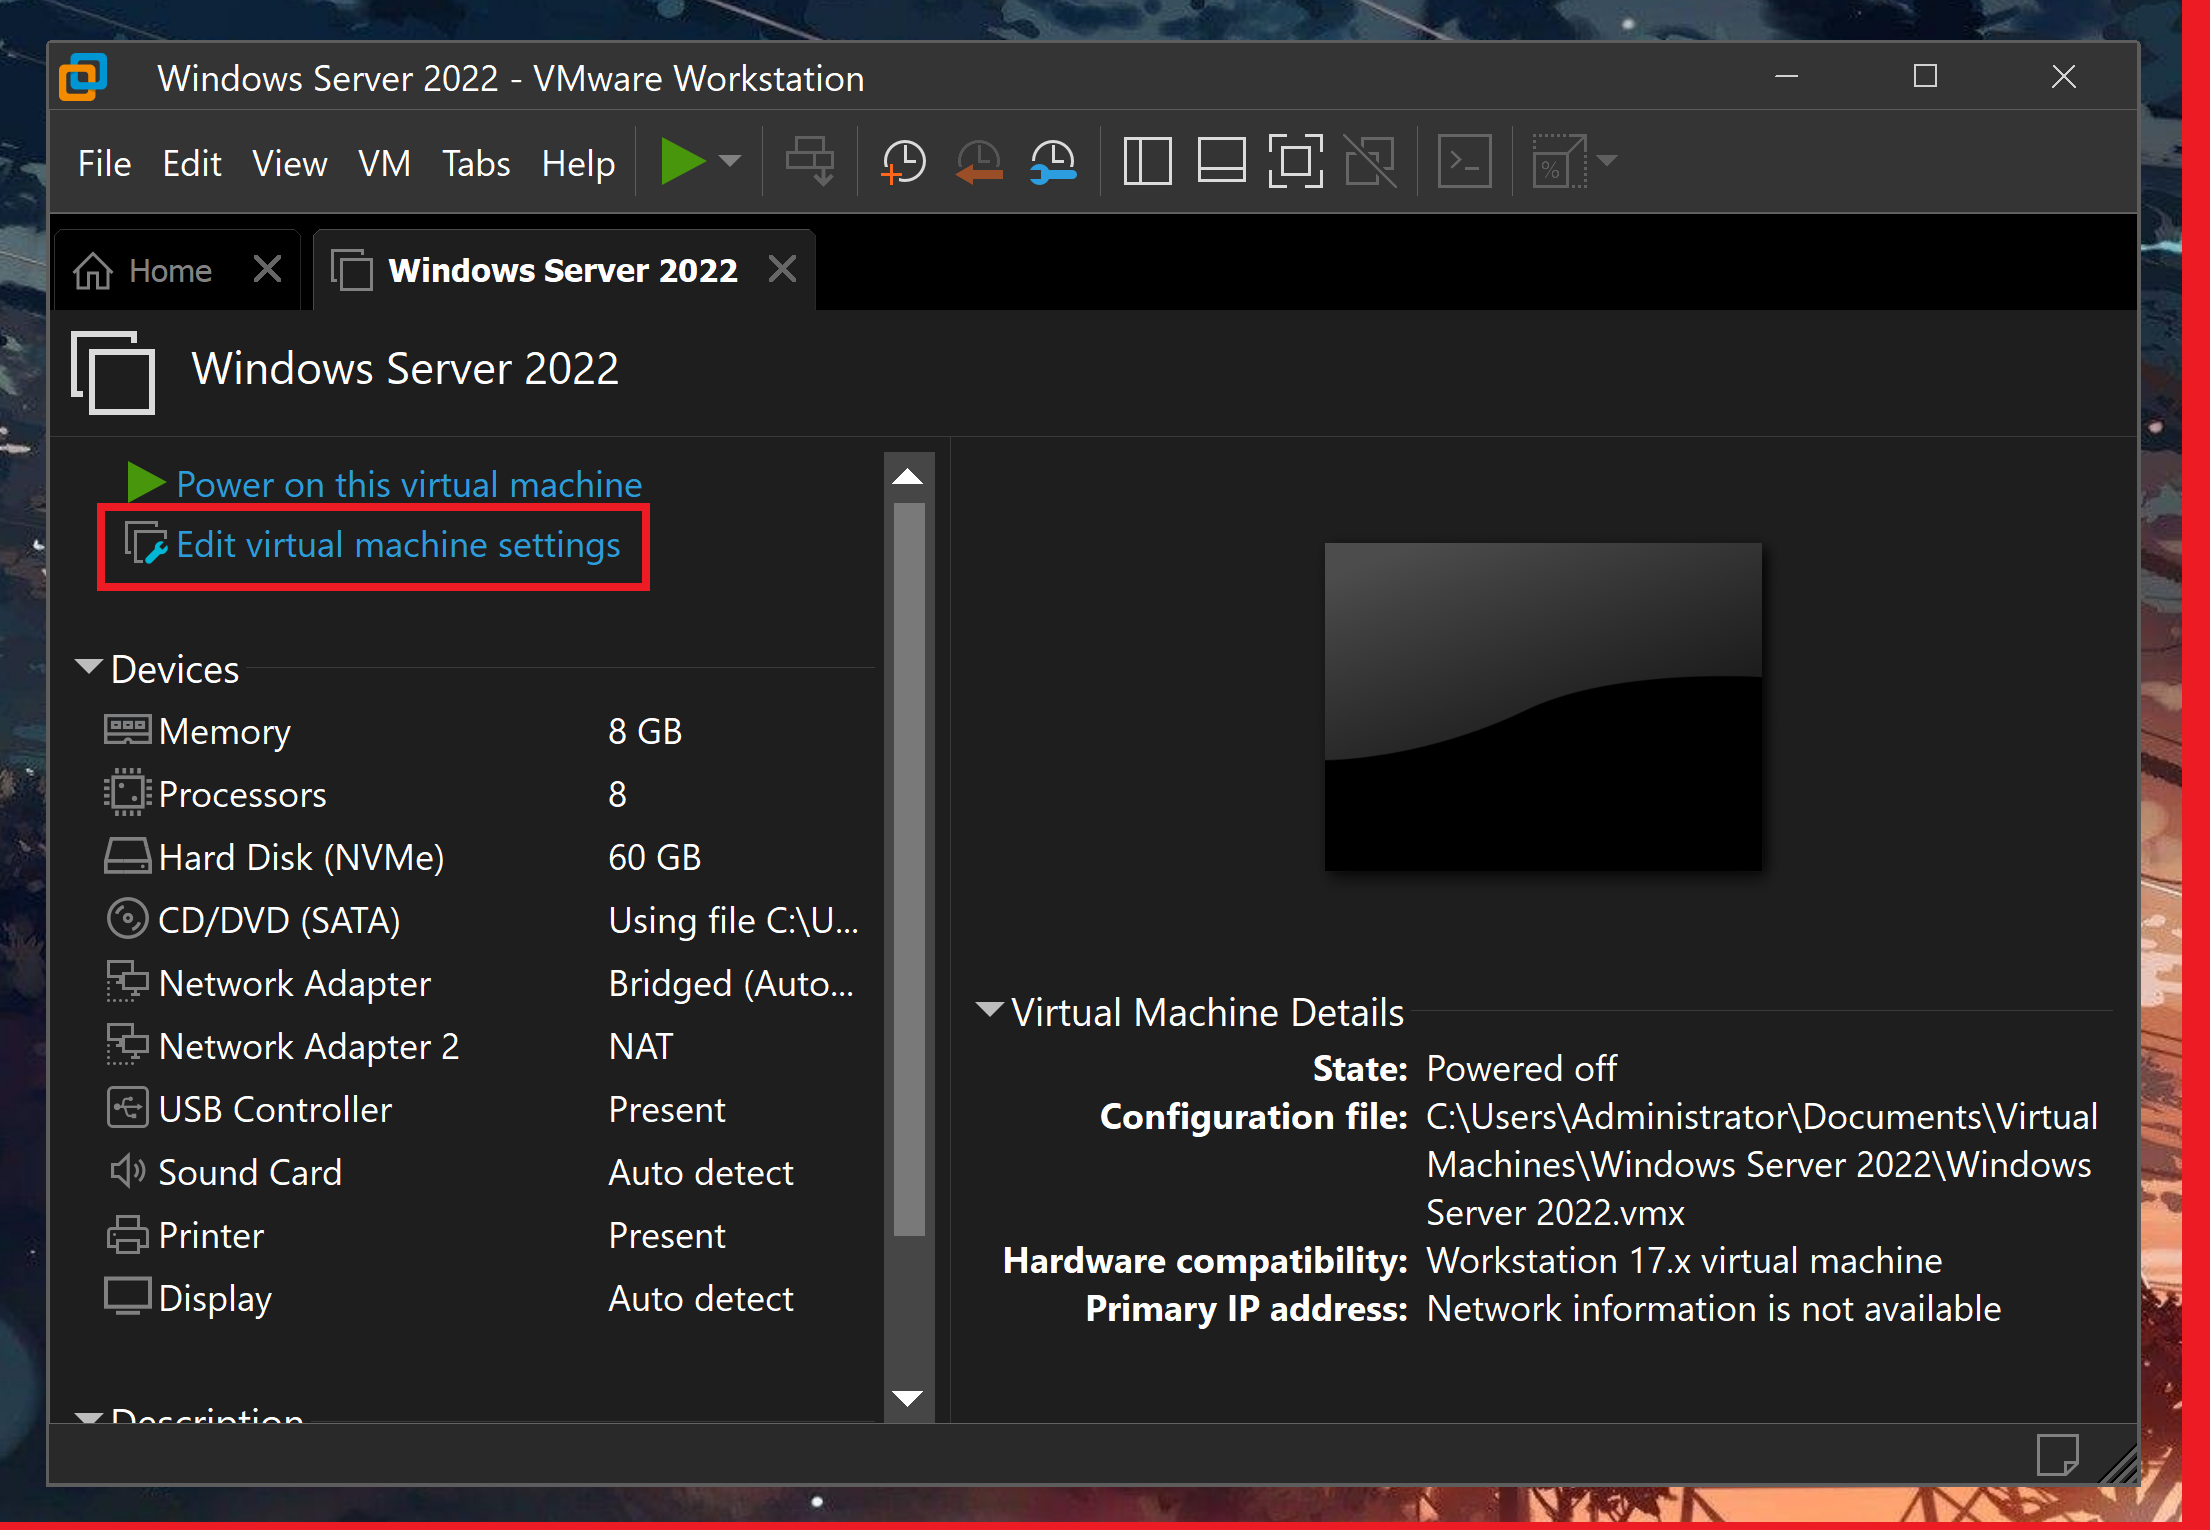 Windows Server 2022 - VMware Workstation
File Edit View VM Tabs Help
Home Windows Server 2022
Windows Server 2022
Power on this virtual machine
Edit virtual machine settings
Devices
Memory 8 GB
Processors 8
Hard Disk (NVMe) 60 GB
CD/DVD (SATA) Using file C:\U...
Network Adapter Bridged (Auto...
Network Adapter 2 NAT
USB Controller Present
Sound Card Auto detect
Printer Present
Display Auto detect
Description
Virtual Machine Details
State: Powered off
Configuration file: C:\Users\Administrator\Documents\Virtual
Machines\Windows Server 2022\Windows
Server 2022.vmx
Hardware compatibility: Workstation 17.x virtual machine
Primary IP address: Network information is not available